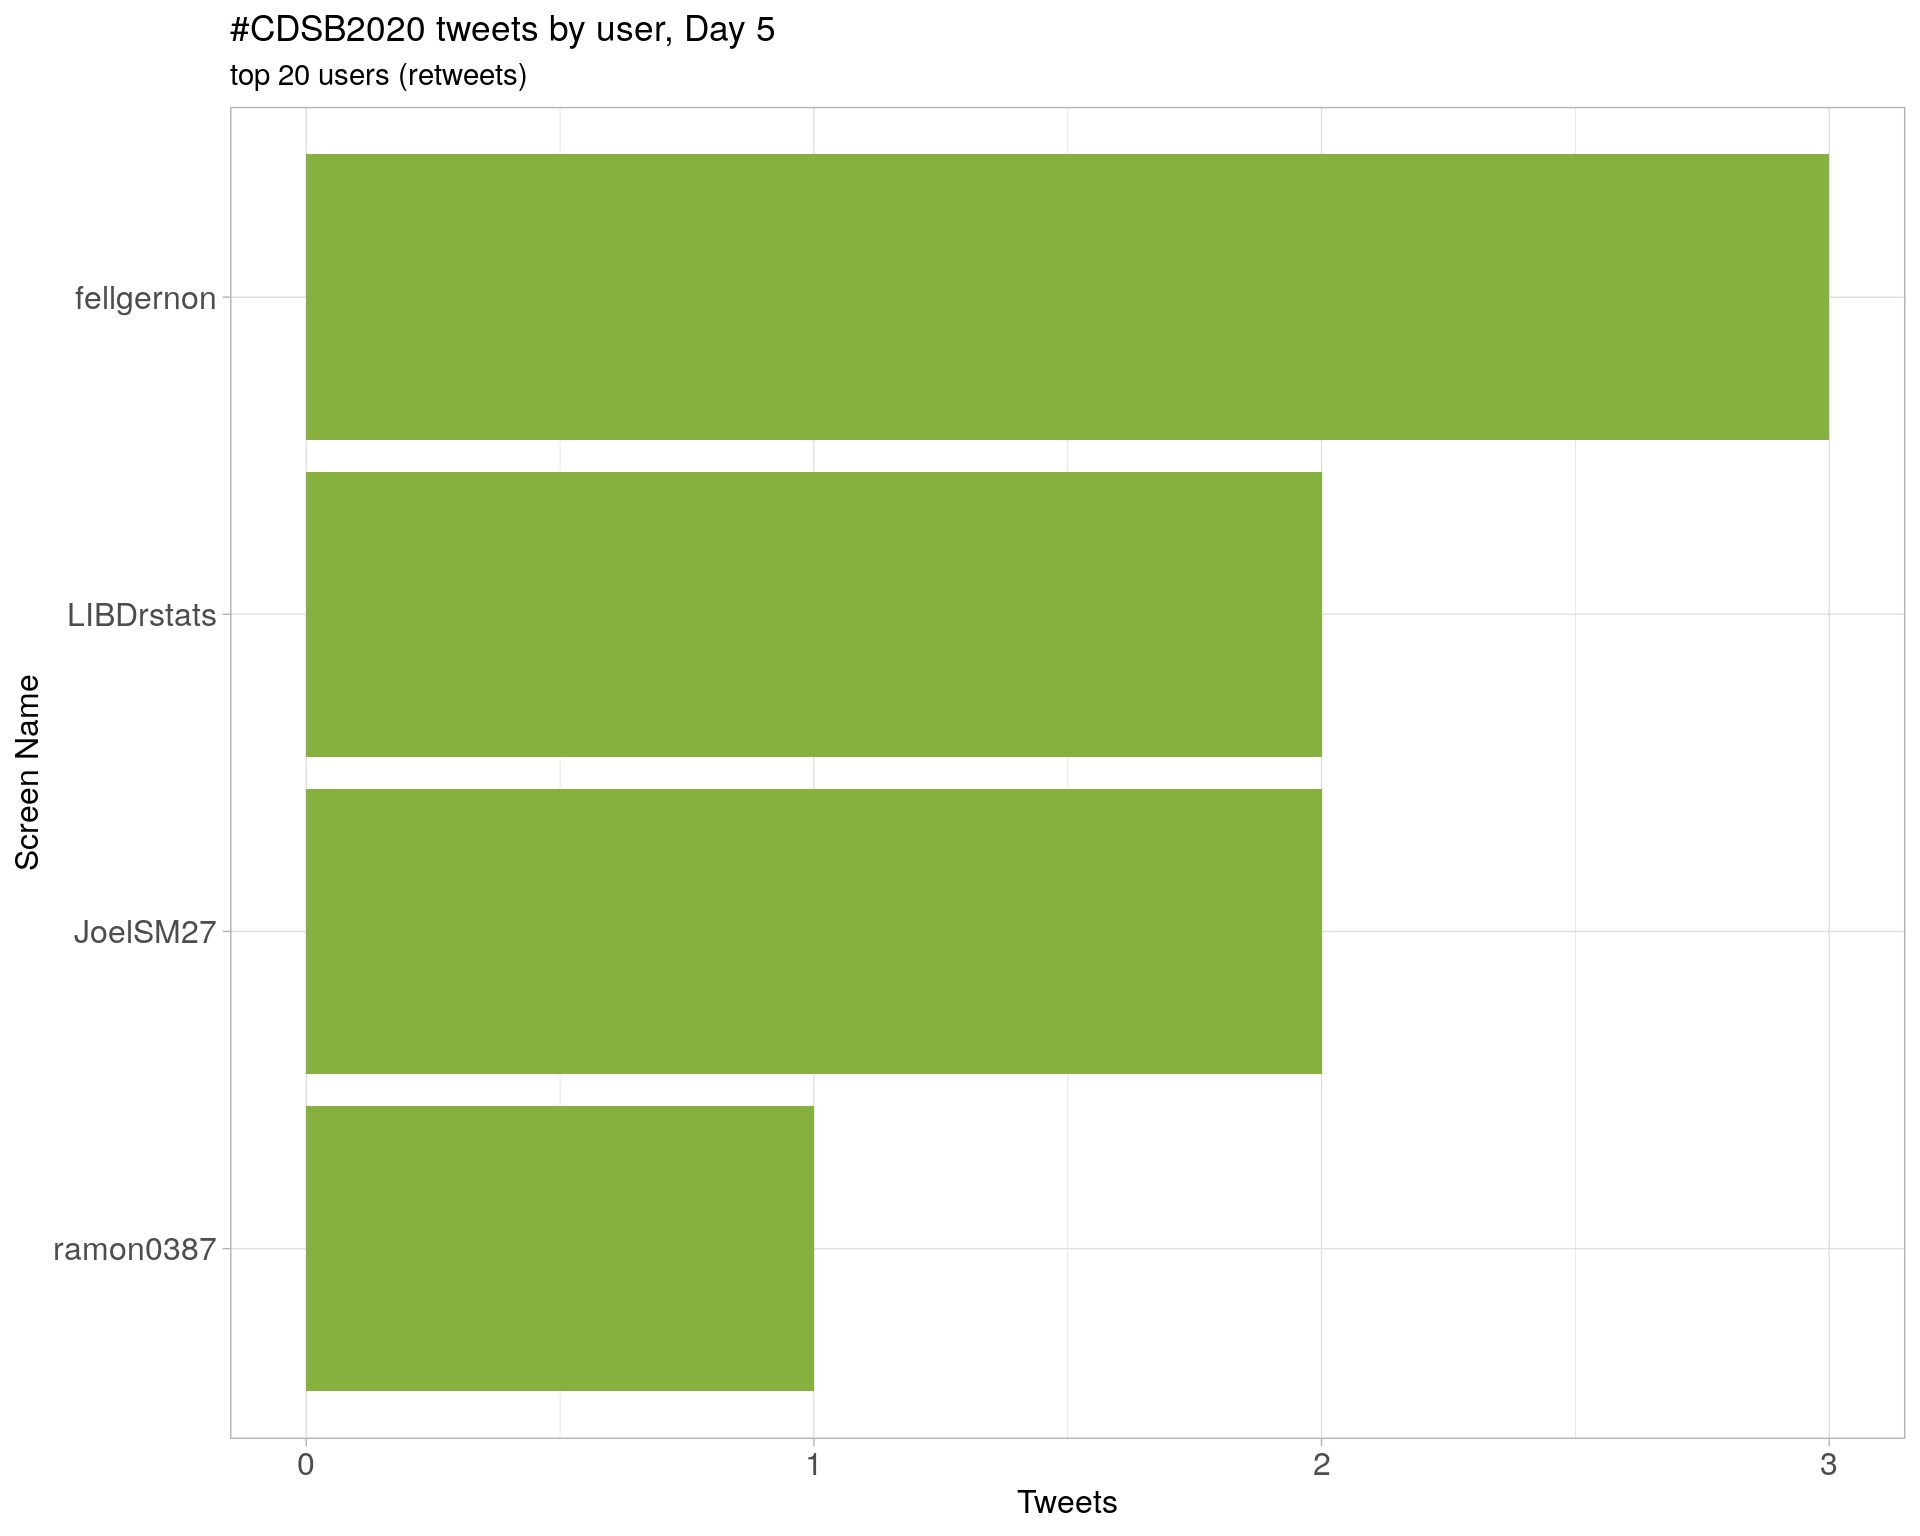 #CDSB2020 tweets by user, Day 5
top 20 users (retweets)
Screen Name
fellgernon
LIBDrstats
JoelSM27
ramon0387
0 1 2 3
Tweets